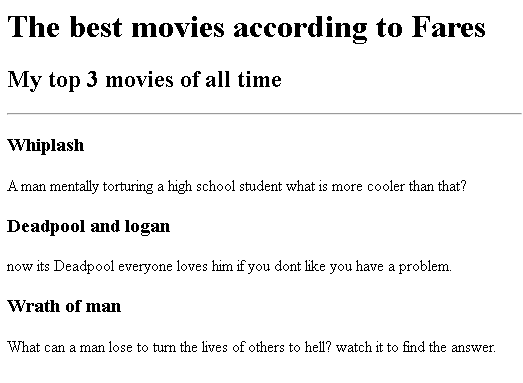 The best movies according to Fares
My top 3 movies of all time
Whiplash
A man mentally torturing a high school student what is more cooler than that?
Deadpool and logan
now its Deadpool everyone loves him if you dont like you have a problem.
Wrath of man
What can a man lose to turn the lives of others to hell? watch it to find the answer.